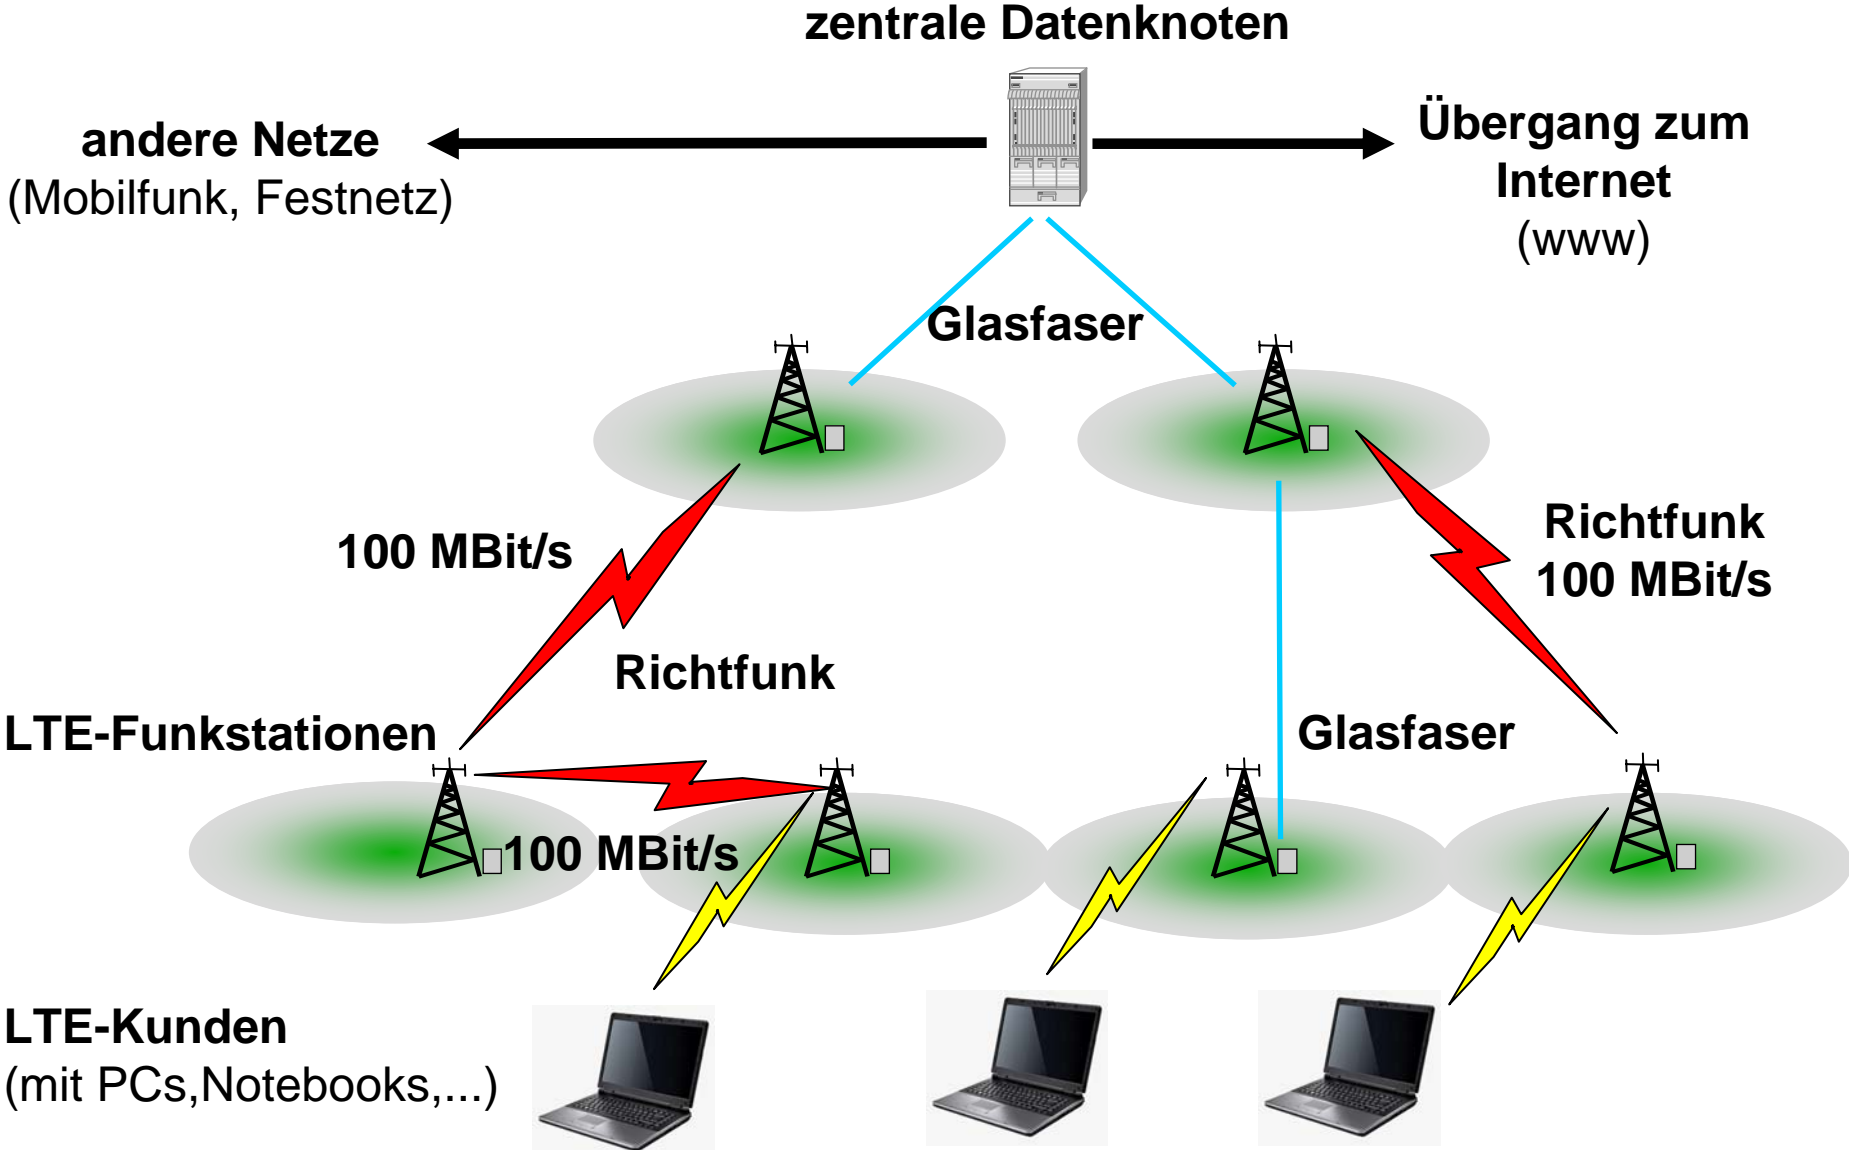 zentrale Datenknoten
andere Netze
(Mobilfunk, Festnetz)
Übergang zum
Internet
(www)
Glasfaser
100 MBit/s
Richtfunk
100 MBit/s
Richtfunk
LTE-Funkstationen
Glasfaser
100 MBit/s
LTE-Kunden
(mit PCs,Notebooks,...)